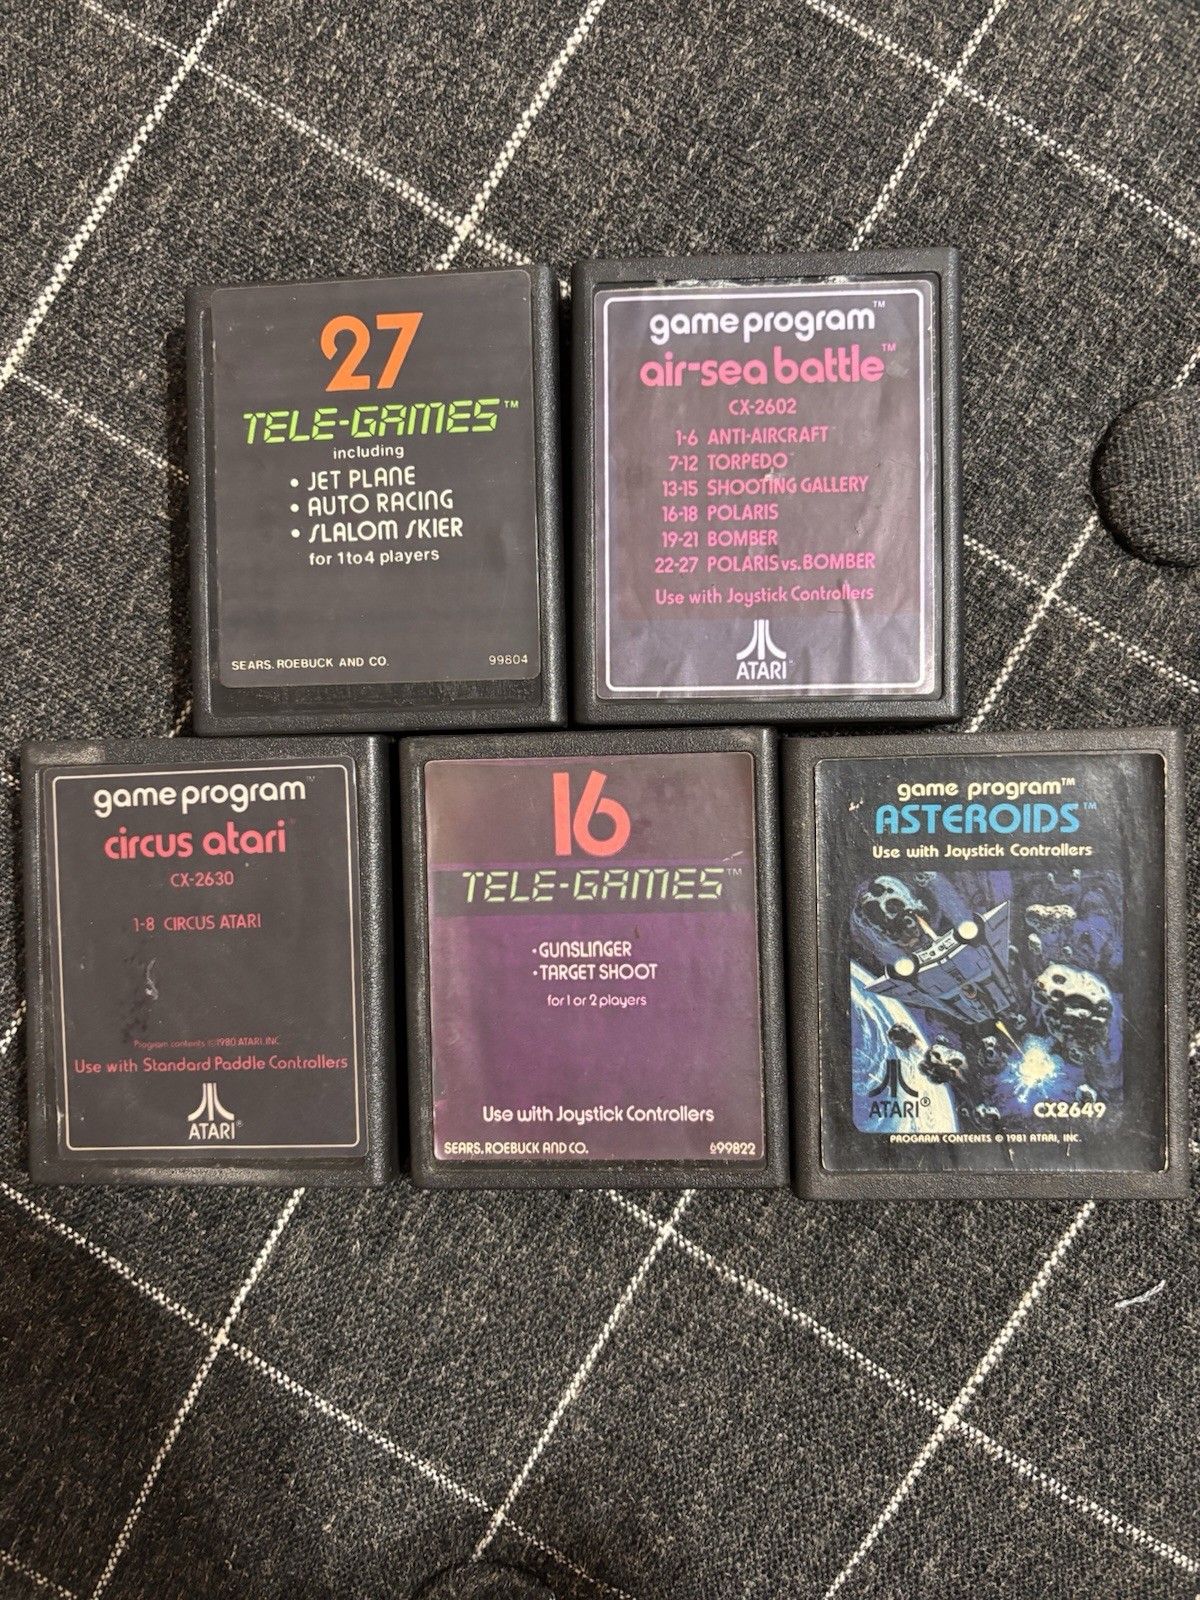 27
TELE-GAMES™
including
• JET PLANE
• AUTO RACING
• SLALOM SKIER
for 1 to 4 players
SEARS, ROEBUCK AND CO. 99804
game program™
air-sea battle™
CX-2602
1-6 ANTI-AIRCRAFT
7-12 TORPEDO
13-15 SHOOTING GALLERY
16-18 POLARIS
19-21 BOMBER
22-27 POLARIS vs. BOMBER
Use with Joystick Controllers
ATARI
game program™
circus atari
CX-2630
1-8 CIRCUS ATARI
Program contents ©1980 ATARI, INC.
Use with Standard Paddle Controllers
ATARI®
16
TELE-GAMES™
•GUNSLINGER
•TARGET SHOOT
for 1 or 2 players
Use with Joystick Controllers
SEARS, ROEBUCK AND CO. 699822
game program™
ASTEROIDS™
Use with Joystick Controllers
ATARI® CX2649
PROGRAM CONTENTS © 1981 ATARI, INC.